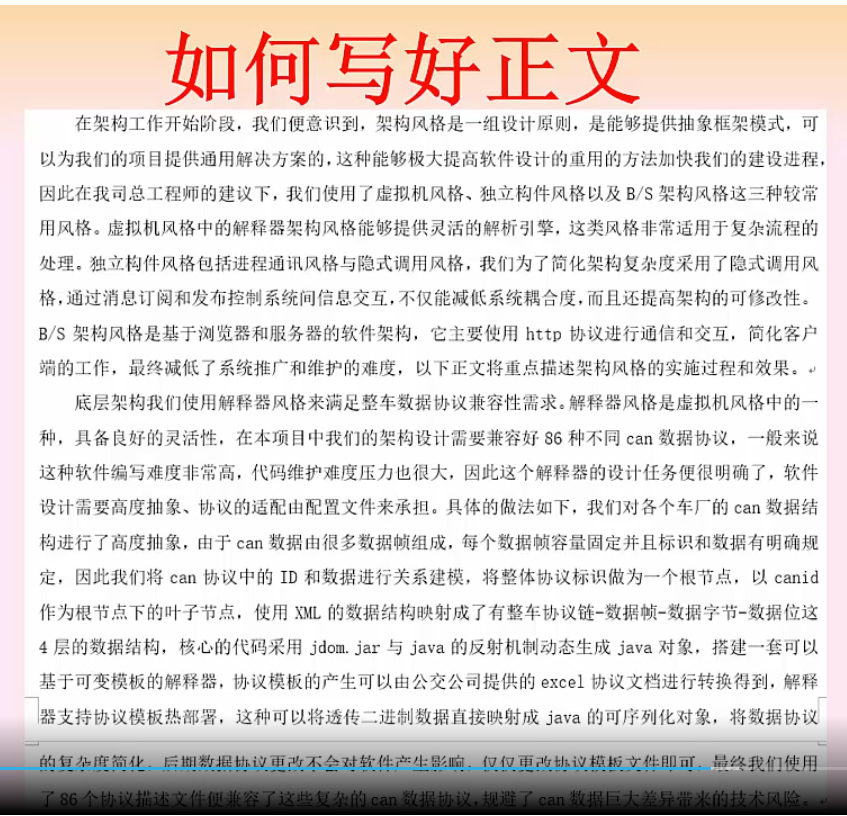 如何写好正文
在架构工作开始阶段，我们便意识到，架构风格是一组设计原则，是能够提供抽象框架模式，可
以为我们的项目提供通用解决方案的，这种能够极大提高软件设计的重用的方法加快我们的建设进程，
因此在我司总工程师的建议下，我们使用了虚拟机风格、独立构件风格以及 B/S 架构风格这三种较常
用风格。虚拟机风格中的解释器架构风格能够提供灵活的解析引擎，这类风格非常适用于复杂流程的
处理。独立构件风格包括进程通讯风格与隐式调用风格，我们为了简化架构复杂度采用了隐式调用风
格，通过消息订阅和发布控制系统间信息交互，不仅能减低系统耦合度，而且还提高架构的可修改性。
B/S 架构风格是基于浏览器和服务器的软件架构，它主要使用 http 协议进行通信和交互，简化客户
端的工作，最终减低了系统推广和维护的难度，以下正文将重点描述架构风格的实施过程和效果。
底层架构我们使用解释器风格来满足整车数据协议兼容性需求。解释器风格是虚拟机风格中的一
种，具备良好的灵活性，在本项目中我们的架构设计需要兼容好 86 种不同 can 数据协议，一般来说
这种软件编写难度非常高，代码维护难度压力也很大，因此这个解释器的设计任务便很明确了，软件
设计需要高度抽象、协议的适配由配置文件来承担。具体的做法如下，我们对各个车厂的 can 数据结
构进行了高度抽象，由于 can 数据由很多数据帧组成，每个数据帧容量固定并且标识和数据有明确规
定，因此我们将 can 协议中的 ID 和数据进行关系建模，将整体协议标识做为一个根节点，以 canid
作为根节点下的叶子节点，使用 XML 的数据结构映射成了有整车协议链-数据帧-数据字节-数据位这
4 层的数据结构，核心的代码采用 jdom.jar 与 java 的反射机制动态生成 java 对象，搭建一套可以
基于可变模板的解释器，协议模板的产生可以由公交公司提供的 excel 协议文档进行转换得到，解释
器支持协议模板热部署，这种可以将透传二进制数据直接映射成 java 的可序列化对象，将数据协议
的复杂度简化，后期数据协议更改不会对软件产生影响，仅仅更改协议模板文件即可，最终我们使用
了 86 个协议描述文件便兼容了这些复杂的 can 数据协议，规避了 can 数据巨大差异带来的技术风险。